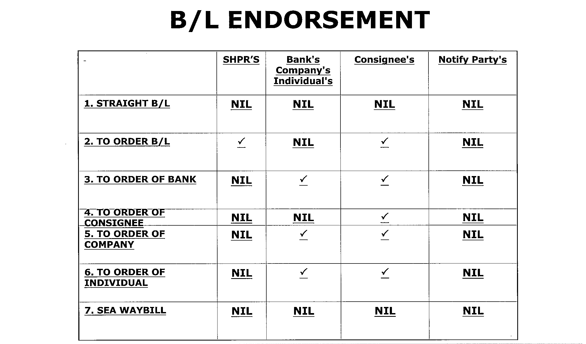 B/L ENDORSEMENT
SHPR'S Bank's Company's Individual's Consignee's Notify Party's
1. STRAIGHT B/L NIL NIL NIL NIL
2. TO ORDER B/L ✓ NIL ✓ NIL
3. TO ORDER OF BANK NIL ✓ ✓ NIL
4. TO ORDER OF CONSIGNEE NIL NIL ✓ NIL
5. TO ORDER OF COMPANY NIL ✓ ✓ NIL
6. TO ORDER OF INDIVIDUAL NIL ✓ ✓ NIL
7. SEA WAYBILL NIL NIL NIL NIL